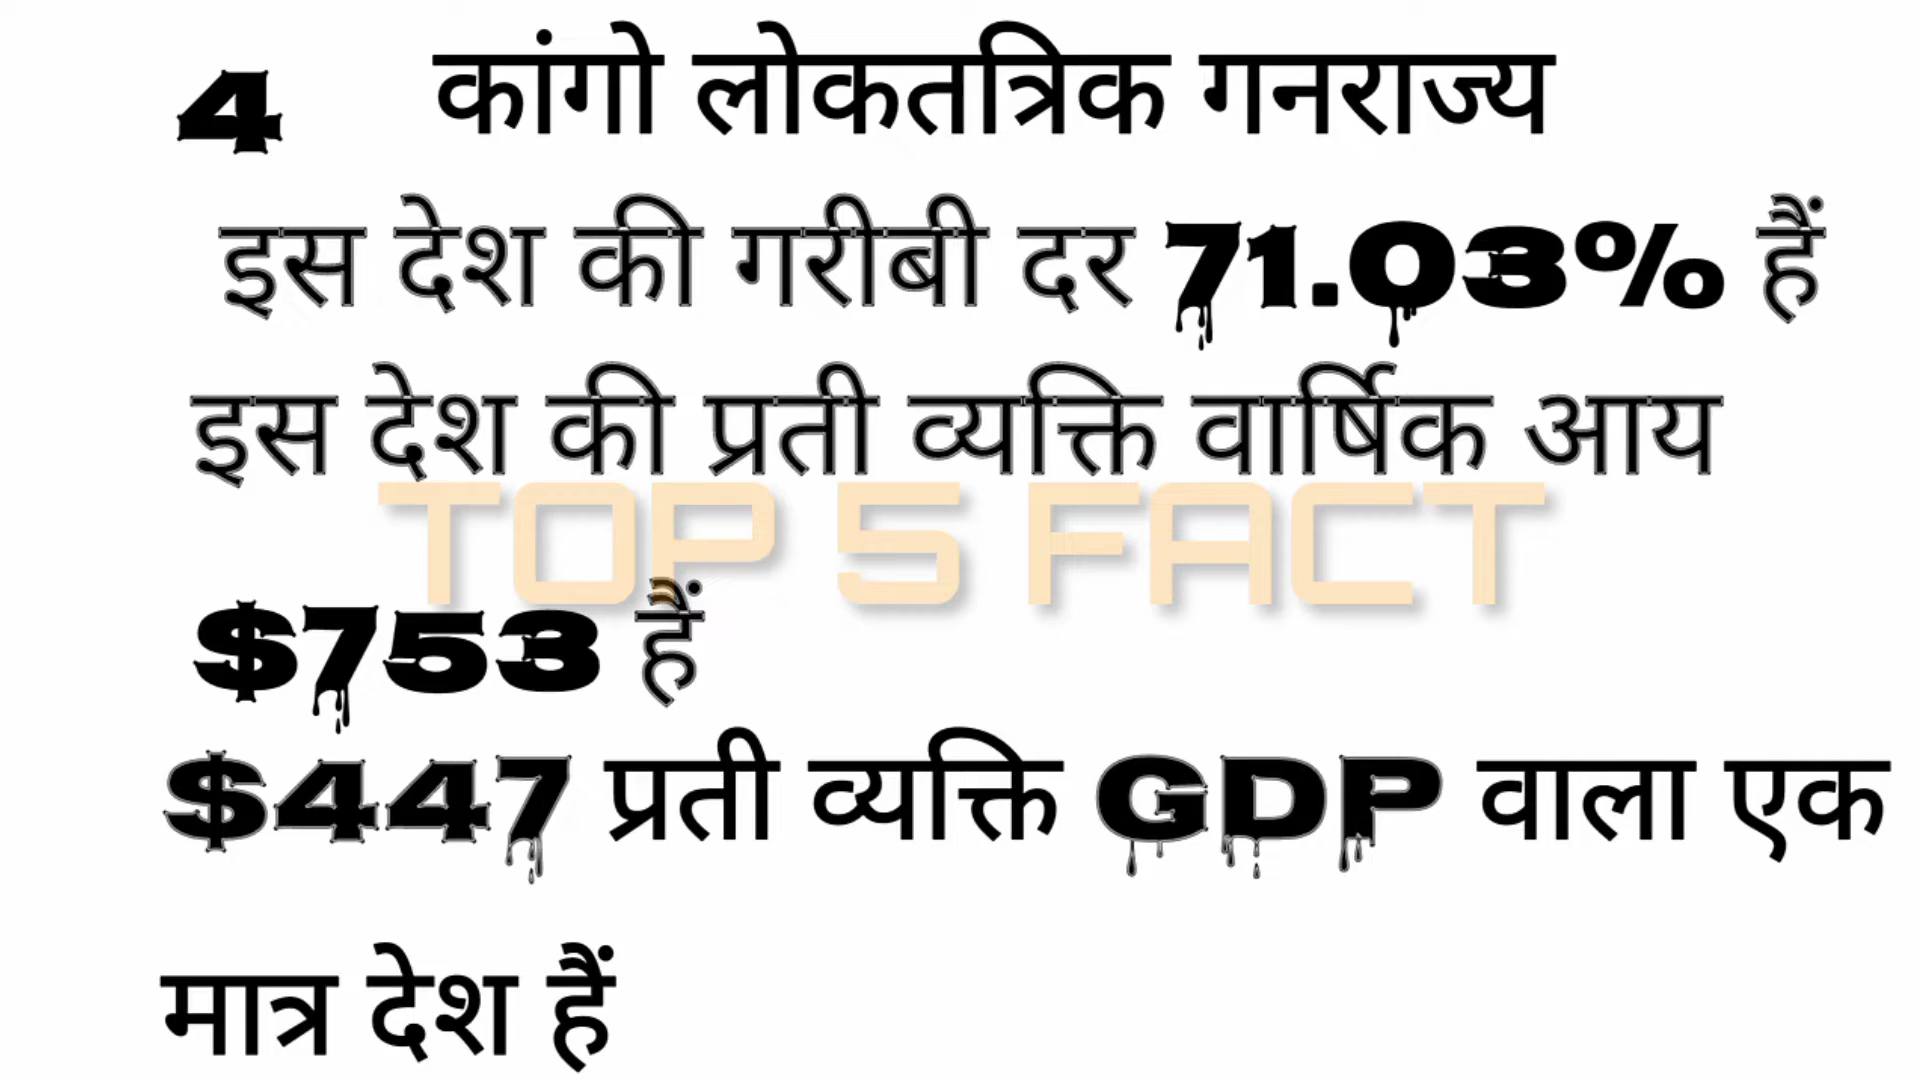 4 कांगो लोकतत्रिक गनराज्य
इस देश की गरीबी दर 71.03% हैं
इस देश की प्रती व्यक्ति वार्षिक आय
TOP 5 FACT
$753 हैं
$447 प्रती व्यक्ति GDP वाला एक
मात्र देश हैं